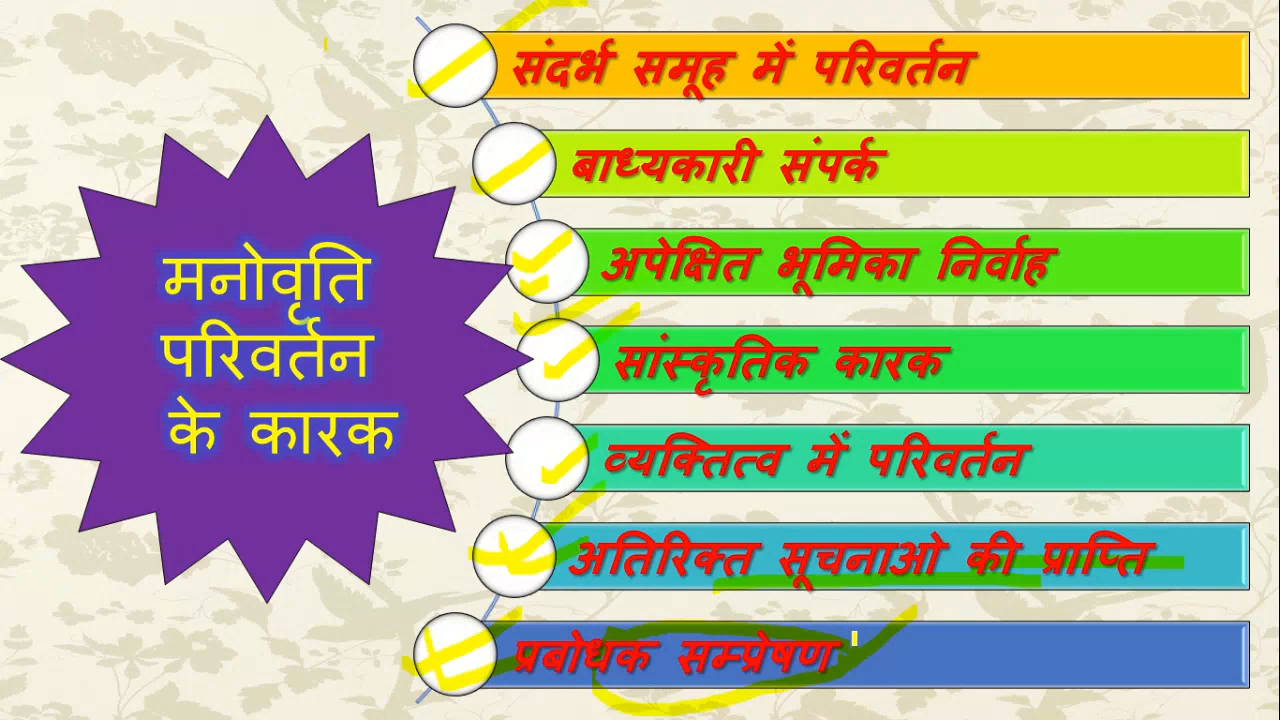 मनोवृति
परिवर्तन
के कारक
संदर्भ समूह में परिवर्तन
बाध्यकारी संपर्क
अपेक्षित भूमिका निर्वाह
सांस्कृतिक कारक
व्यक्तित्व में परिवर्तन
अतिरिक्त सूचनाओ की प्राप्ति
प्रबोधक सम्प्रेषण